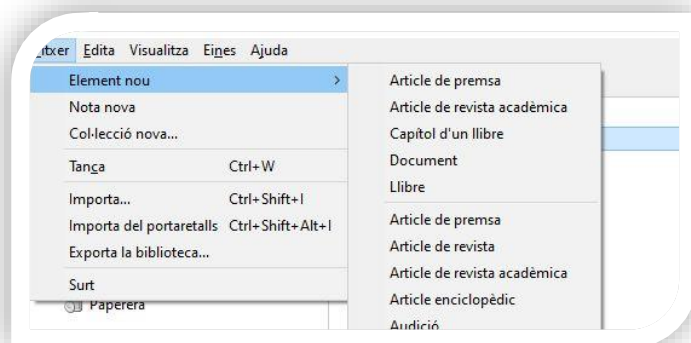 Edita Visualitza Eines Ajuda
Element nou
Nota nova
Col·lecció nova...
Tanca Ctrl+W
Importa... Ctrl+Shift+I
Importa del portaretalls Ctrl+Shift+Alt+I
Exporta la biblioteca...
Surt
Paperera
Article de premsa
Article de revista acadèmica
Capítol d'un llibre
Document
Llibre
Article de premsa
Article de revista
Article de revista acadèmica
Article enciclopèdic
Audició